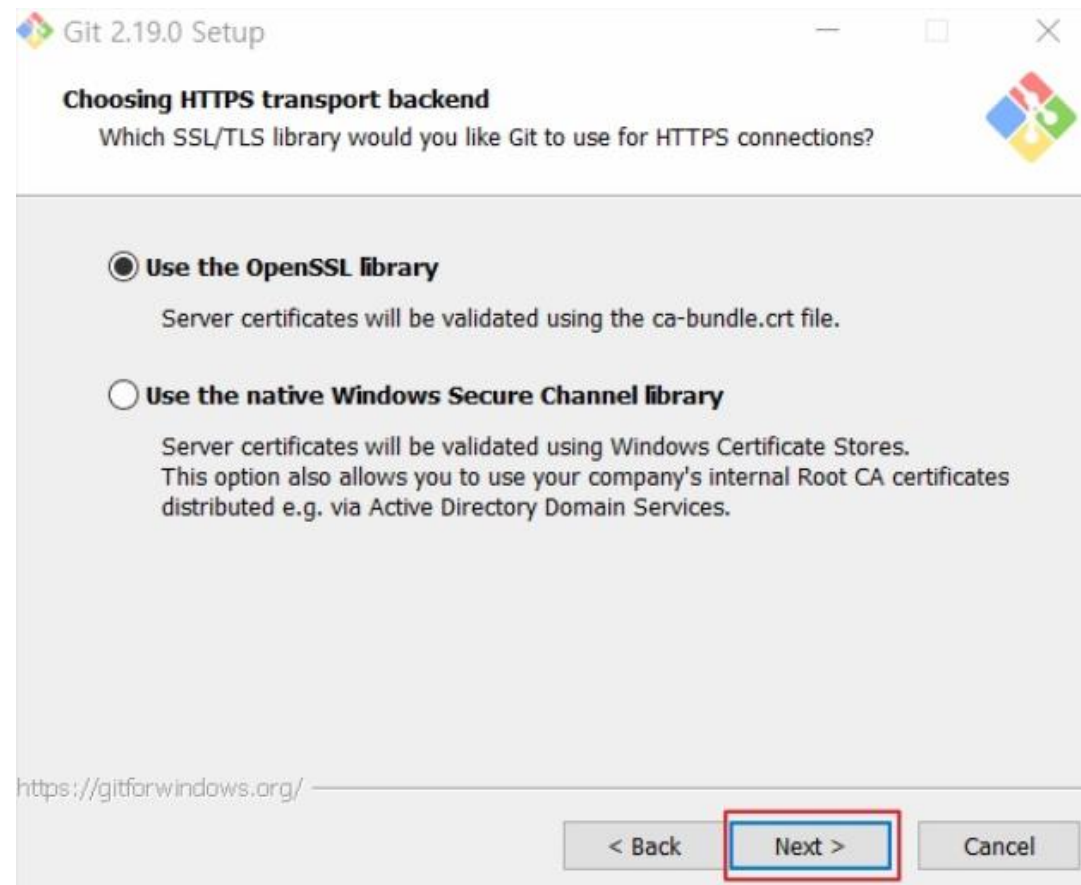 Git 2.19.0 Setup
Choosing HTTPS transport backend
Which SSL/TLS library would you like Git to use for HTTPS connections?
Use the OpenSSL library
Server certificates will be validated using the ca-bundle.crt file.
Use the native Windows Secure Channel library
Server certificates will be validated using Windows Certificate Stores.
This option also allows you to use your company's internal Root CA certificates
distributed e.g. via Active Directory Domain Services.
https://gitforwindows.org/
< Back Next > Cancel